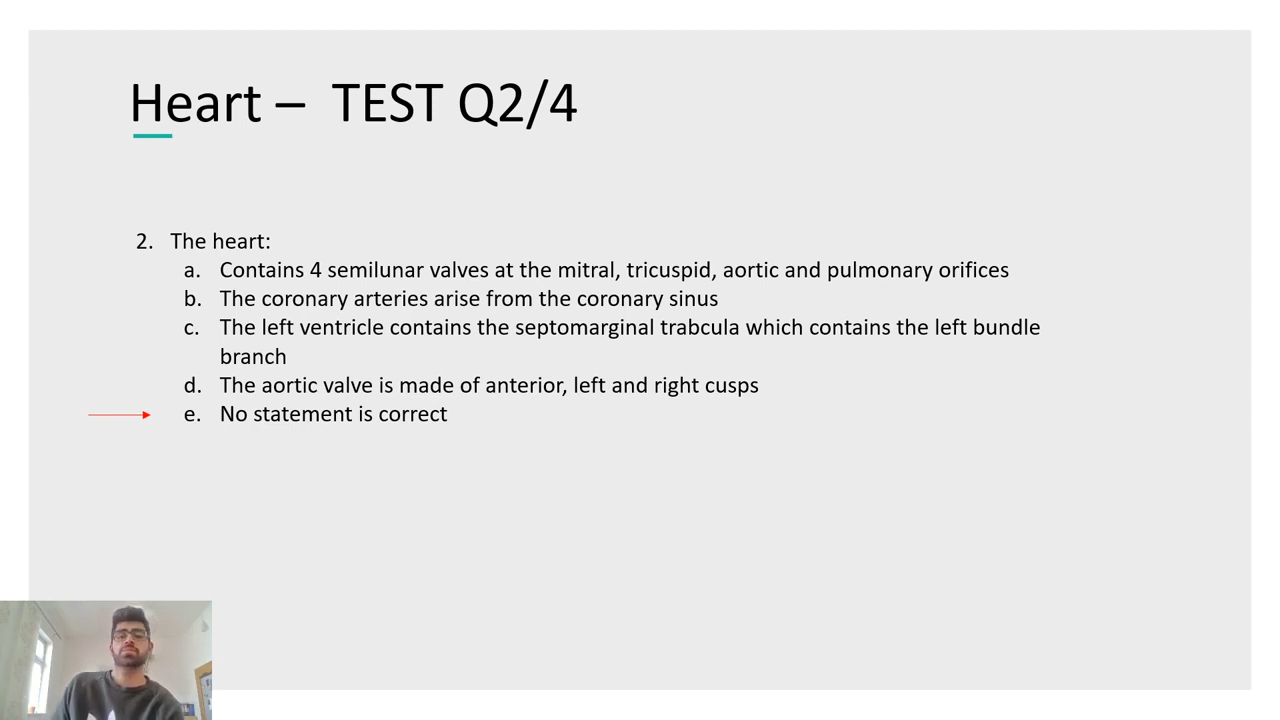 Heart – TEST Q2/4
2. The heart:
a. Contains 4 semilunar valves at the mitral, tricuspid, aortic and pulmonary orifices
b. The coronary arteries arise from the coronary sinus
c. The left ventricle contains the septomarginal trabcula which contains the left bundle
branch
d. The aortic valve is made of anterior, left and right cusps
e. No statement is correct